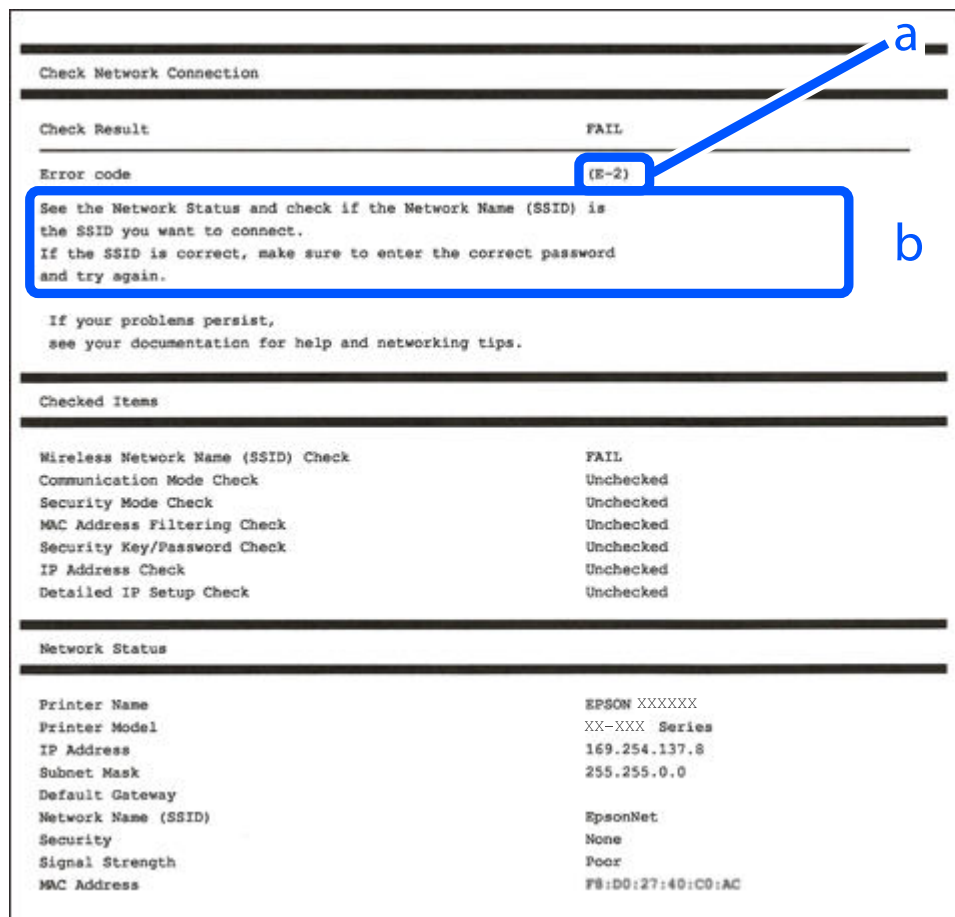 a
Check Network Connection
Check Result FAIL
Error code (E-2)
See the Network Status and check if the Network Name (SSID) is
the SSID you want to connect.
If the SSID is correct, make sure to enter the correct password
and try again.
b
If your problems persist,
see your documentation for help and networking tips.
Checked Items
Wireless Network Name (SSID) Check FAIL
Communication Mode Check Unchecked
Security Mode Check Unchecked
MAC Address Filtering Check Unchecked
Security Key/Password Check Unchecked
IP Address Check Unchecked
Detailed IP Setup Check Unchecked
Network Status
Printer Name EPSON XXXXXX
Printer Model XX-XXX Series
IP Address 169.254.137.8
Subnet Mask 255.255.0.0
Default Gateway
Network Name (SSID) EpsonNet
Security None
Signal Strength Poor
MAC Address F8:D0:27:40:C0:AC